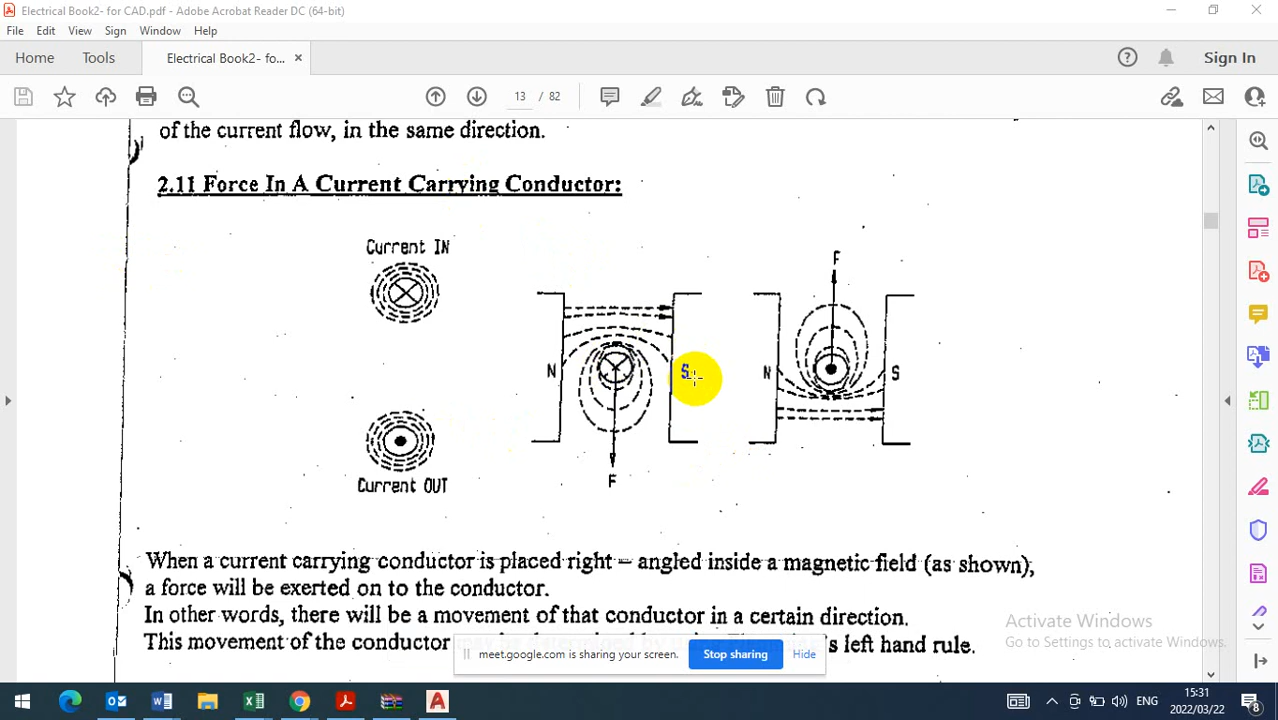 Electrical Book2- for CAD.pdf - Adobe Acrobat Reader DC (64-bit)
File Edit View Sign Window Help
Home Tools Electrical Book2- fo... × Sign In
13 / 82
of the current flow, in the same direction.
2.11 Force In A Current Carrying Conductor:
Current IN
F
N S N S
Current OUT
F
When a current carrying conductor is placed right – angled inside a magnetic field (as shown),
a force will be exerted on to the conductor.
In other words, there will be a movement of that conductor in a certain direction.
Activate Windows
Go to Settings to activate Windows.
This movement of the conductor 's left hand rule.
meet.google.com is sharing your screen. Stop sharing Hide
ENG
15:31
2022/03/22
8